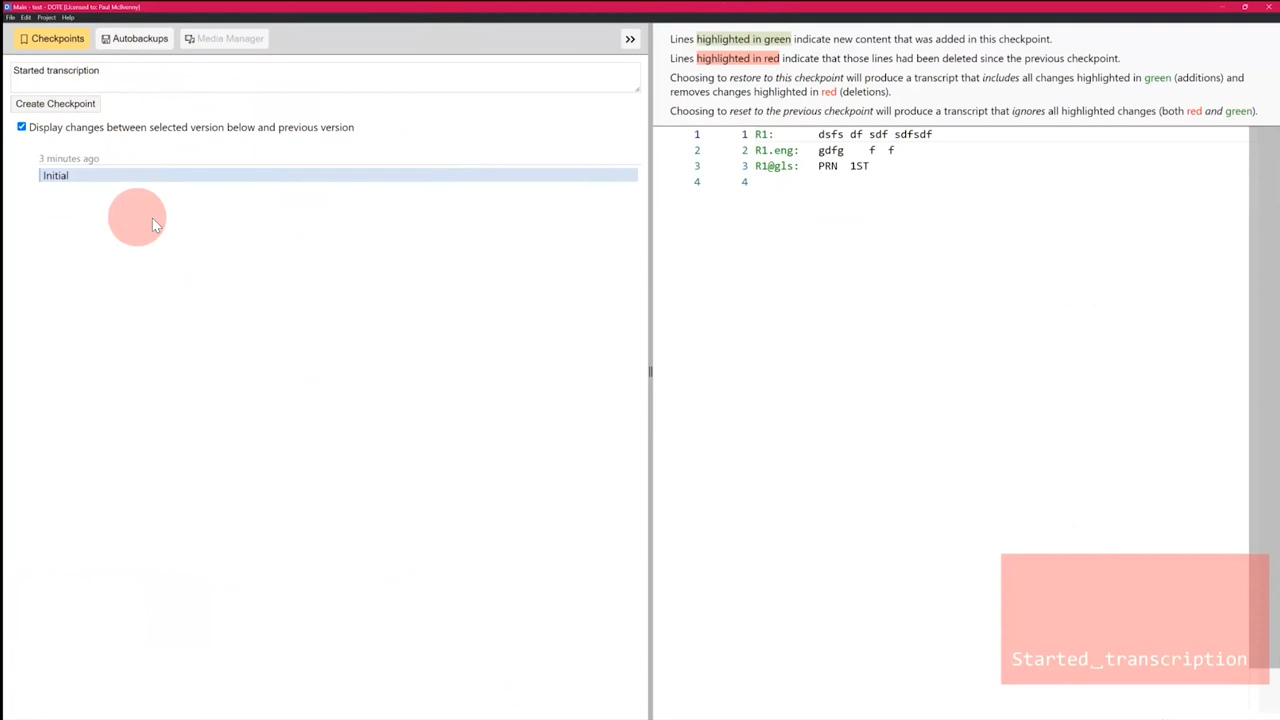 Main - test - DOTE [Licensed to: Paul McIlvenny]
File Edit Project Help
Checkpoints Autobackups Media Manager
Started transcription
Create Checkpoint
Display changes between selected version below and previous version
3 minutes ago
Initial
Lines highlighted in green indicate new content that was added in this checkpoint.
Lines highlighted in red indicate that those lines had been deleted since the previous checkpoint.
Choosing to restore to this checkpoint will produce a transcript that includes all changes highlighted in green (additions) and
removes changes highlighted in red (deletions).
Choosing to reset to the previous checkpoint will produce a transcript that ignores all highlighted changes (both red and green).
1 1 R1: dsfs df sdf sdfsdf
2 2 R1.eng: gdfg f f
3 3 R1@gls: PRN 1ST
4 4
Started_transcription